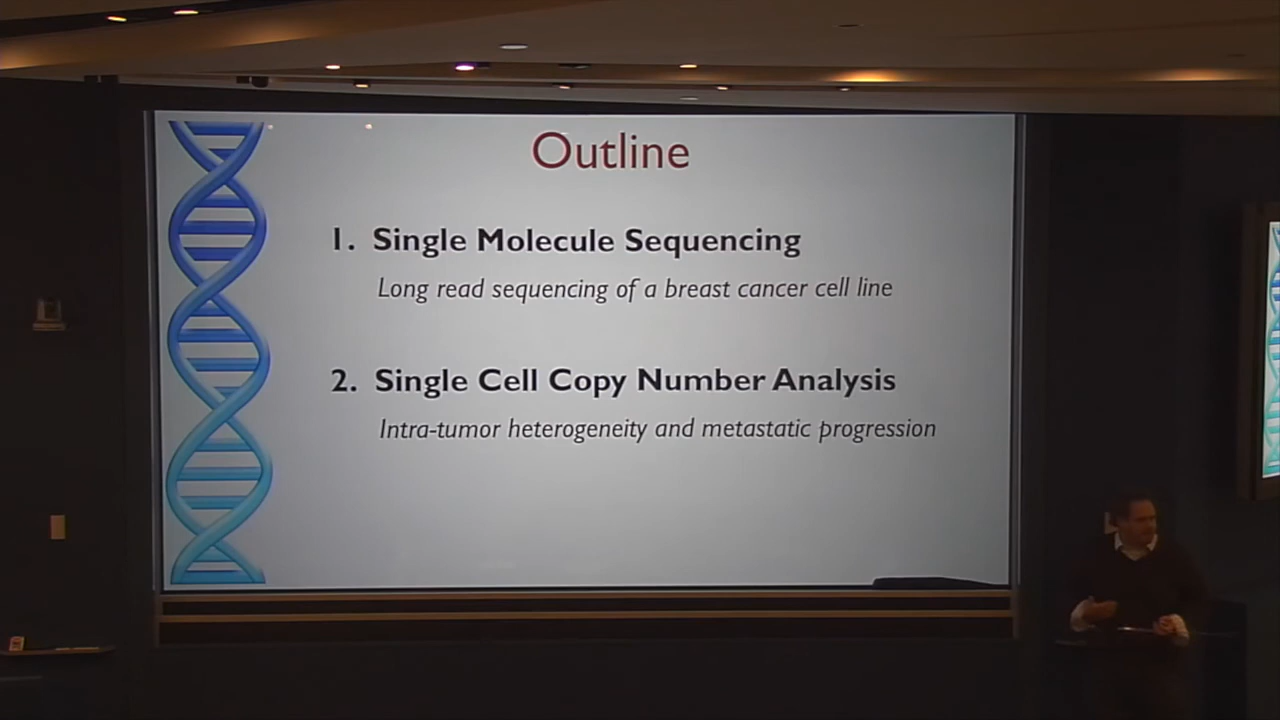 Outline
1. Single Molecule Sequencing
Long read sequencing of a breast cancer cell line
2. Single Cell Copy Number Analysis
Intra-tumor heterogeneity and metastatic progression